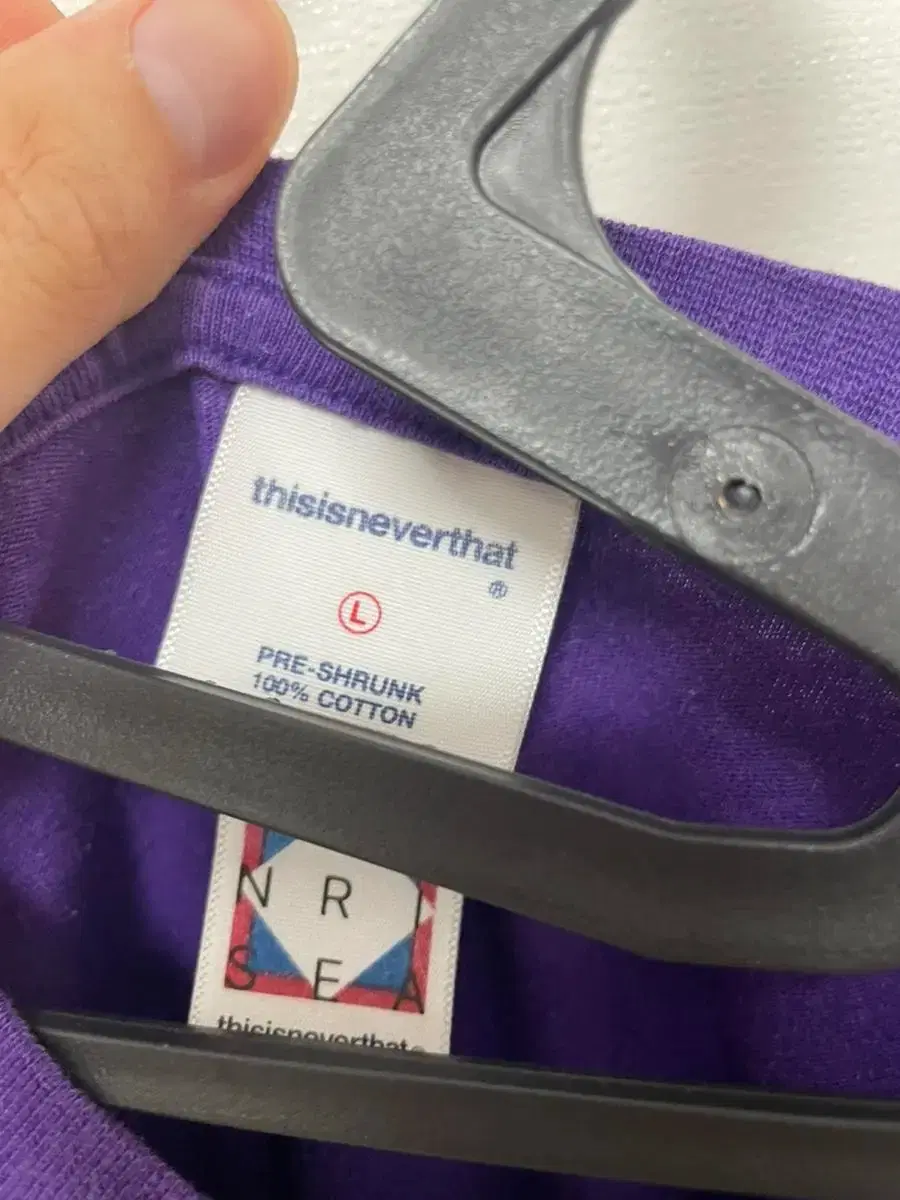 thisisneverthat
®
L
PRE-SHRUNK
100% COTTON
N R I
S E A
thisisneverthat®